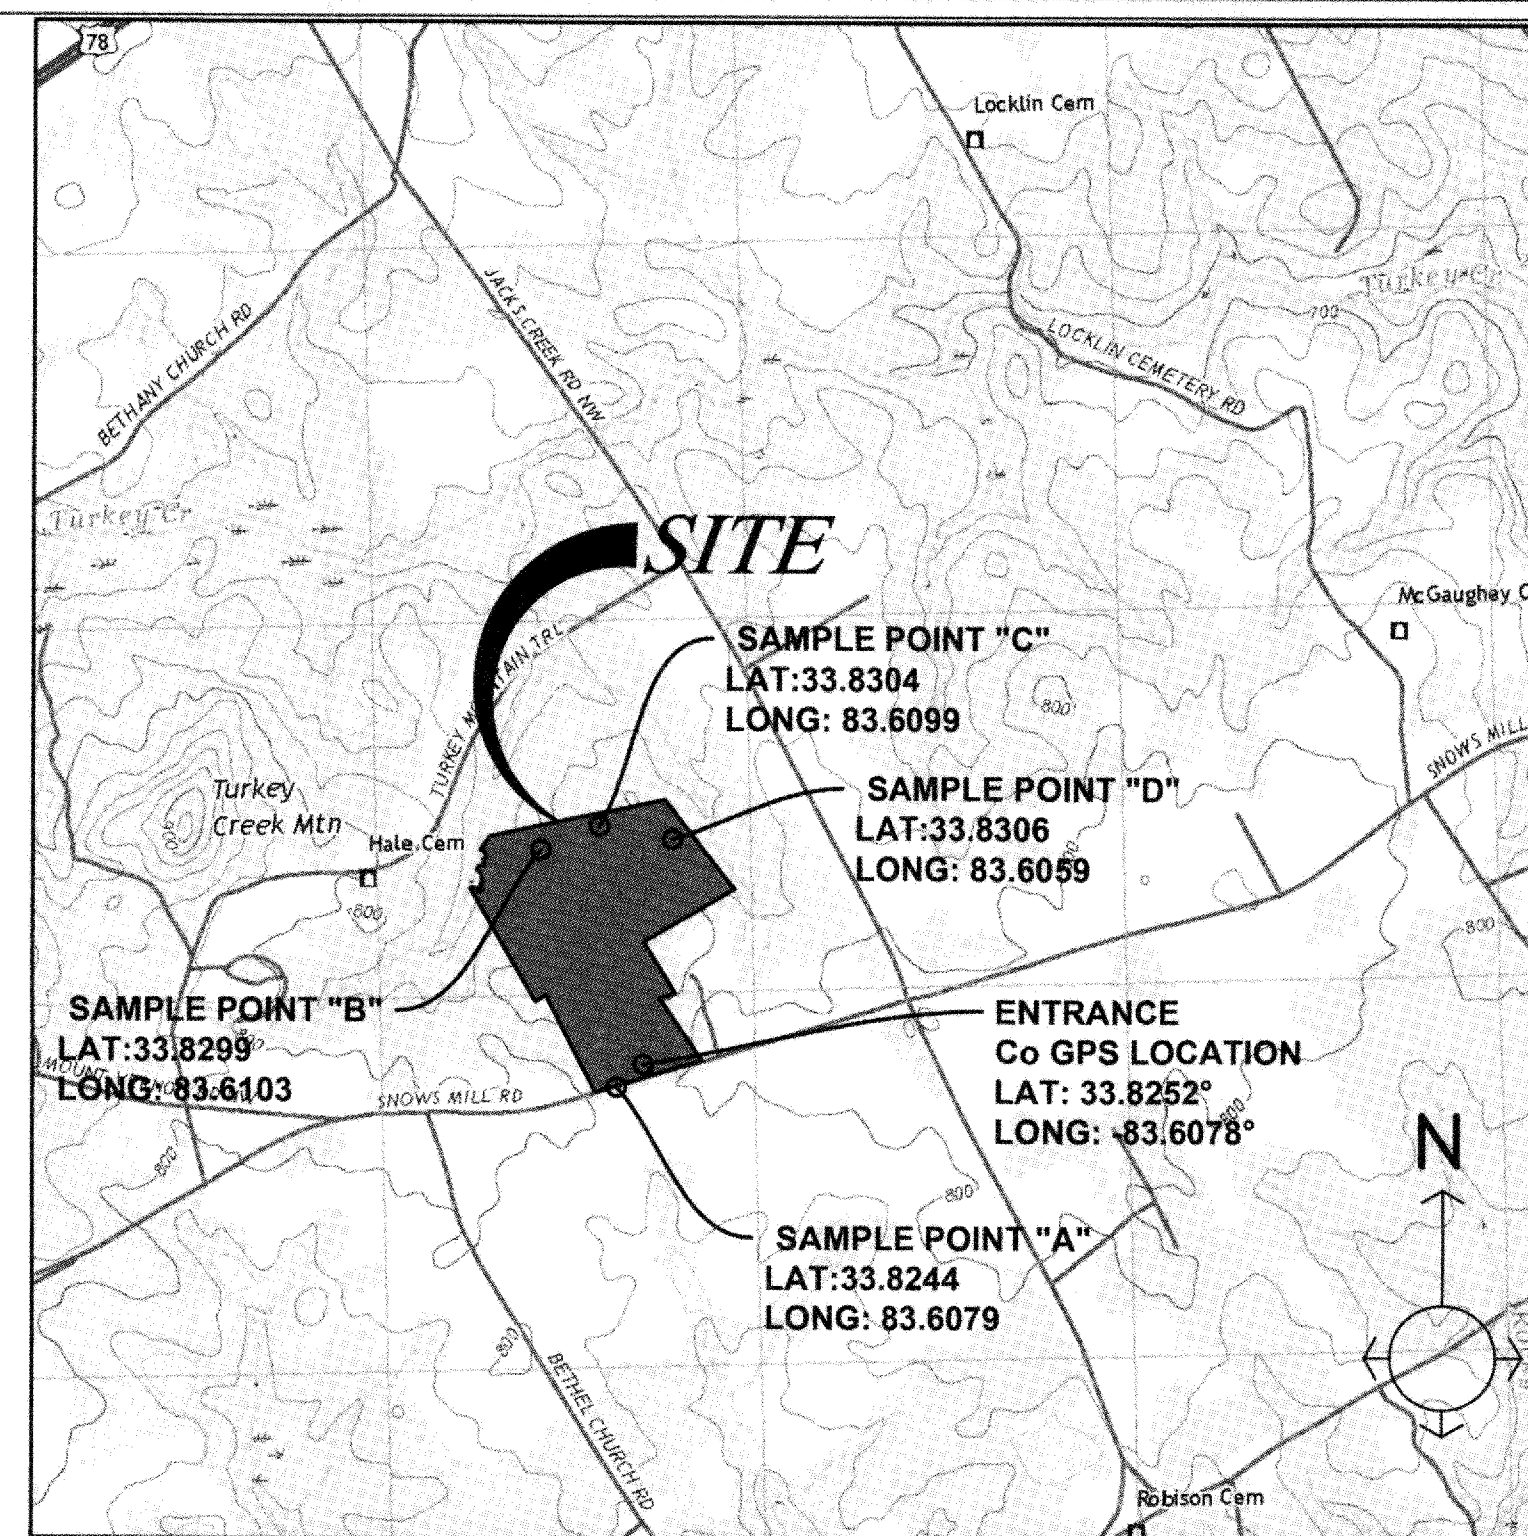 78
Locklin Cem
Turkey Cr
700
JACKS CREEK RD NW
BETHANY CHURCH RD
LOCKLIN CEMETERY RD
Turkey Cr
SITE
McGaughey C
SAMPLE POINT "C"
LAT:33.8304
LONG: 83.6099
TURKEY MOUNTAIN TRL
800
SNOWS MILL
SAMPLE POINT "D"
LAT:33.8306
LONG: 83.6059
Turkey
Creek Mtn
900
Hale Cem
800
800
SAMPLE POINT "B"
LAT:33.8299
LONG: 83.6103
MOUNT
ENTRANCE
Co GPS LOCATION
LAT: 33.8252°
LONG: -83.6078°
800
SNOWS MILL RD
N
800
800
SAMPLE POINT "A"
LAT:33.8244
LONG: 83.6079
800
BETHEL CHURCH RD
Robison Cem